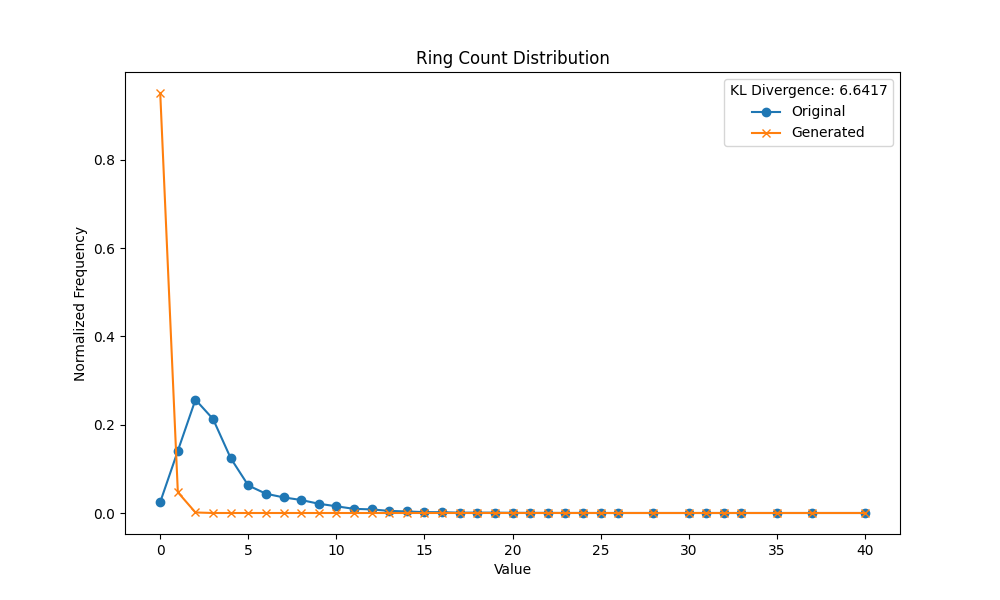 Ring Count Distribution
KL Divergence: 6.6417
Original
Generated
Normalized Frequency
0.8
0.6
0.4
0.2
0.0
0 5 10 15 20 25 30 35 40
Value